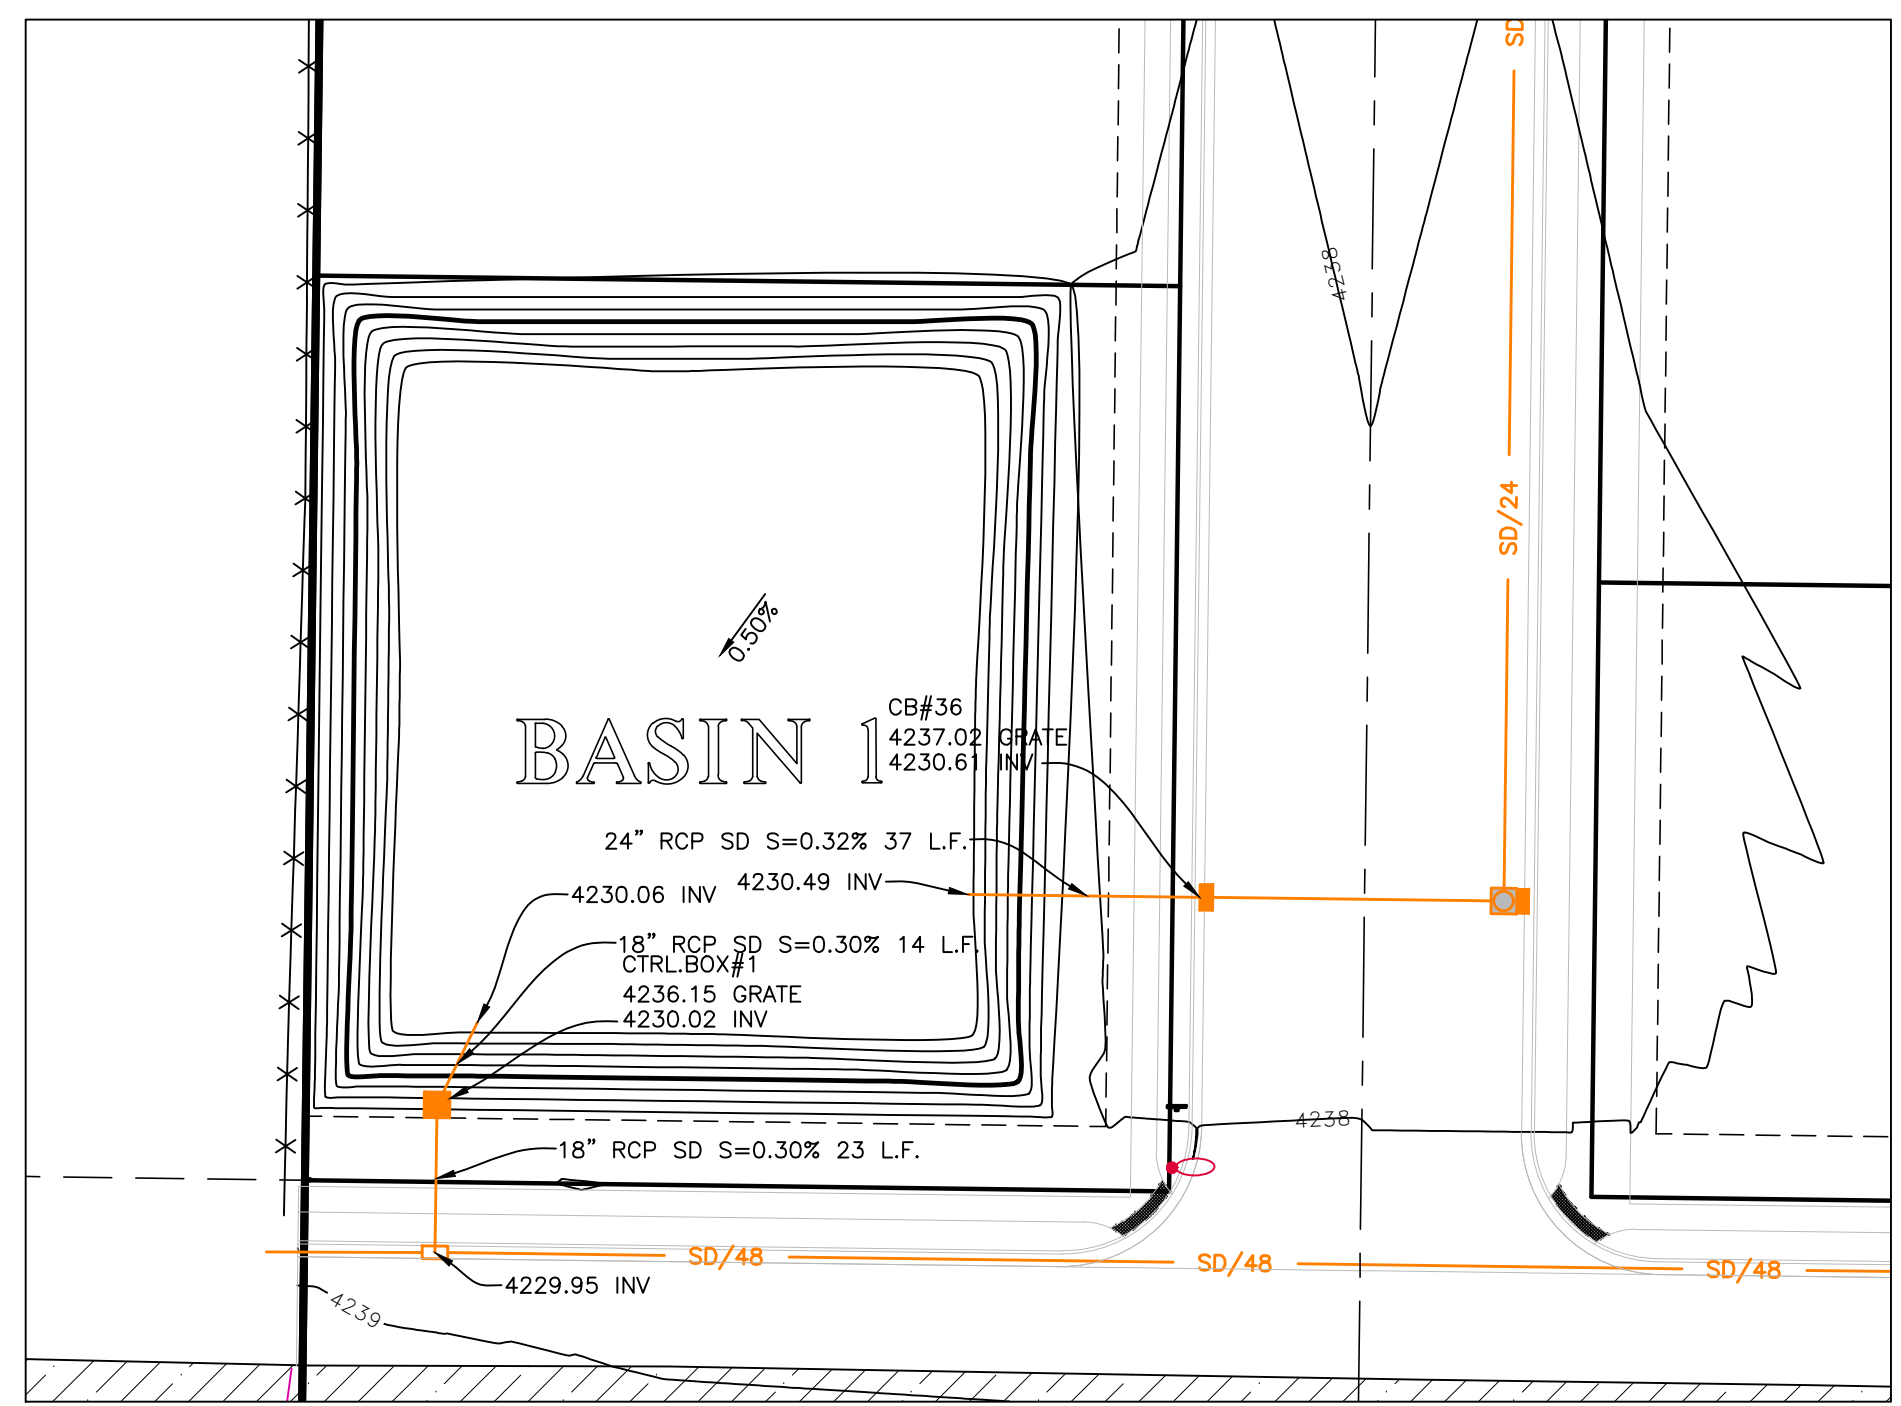 SD
4238
SD/24
0.50%
BASIN 1
CB#36
4237.02 GRATE
4230.61 INV
24” RCP SD S=0.32% 37 L.F.
4230.49 INV
4230.06 INV
18” RCP SD S=0.30% 14 L.F.
CTRL.BOX#1
4236.15 GRATE
4230.02 INV
4238
18” RCP SD S=0.30% 23 L.F.
SD/48
SD/48
SD/48
4229.95 INV
4239